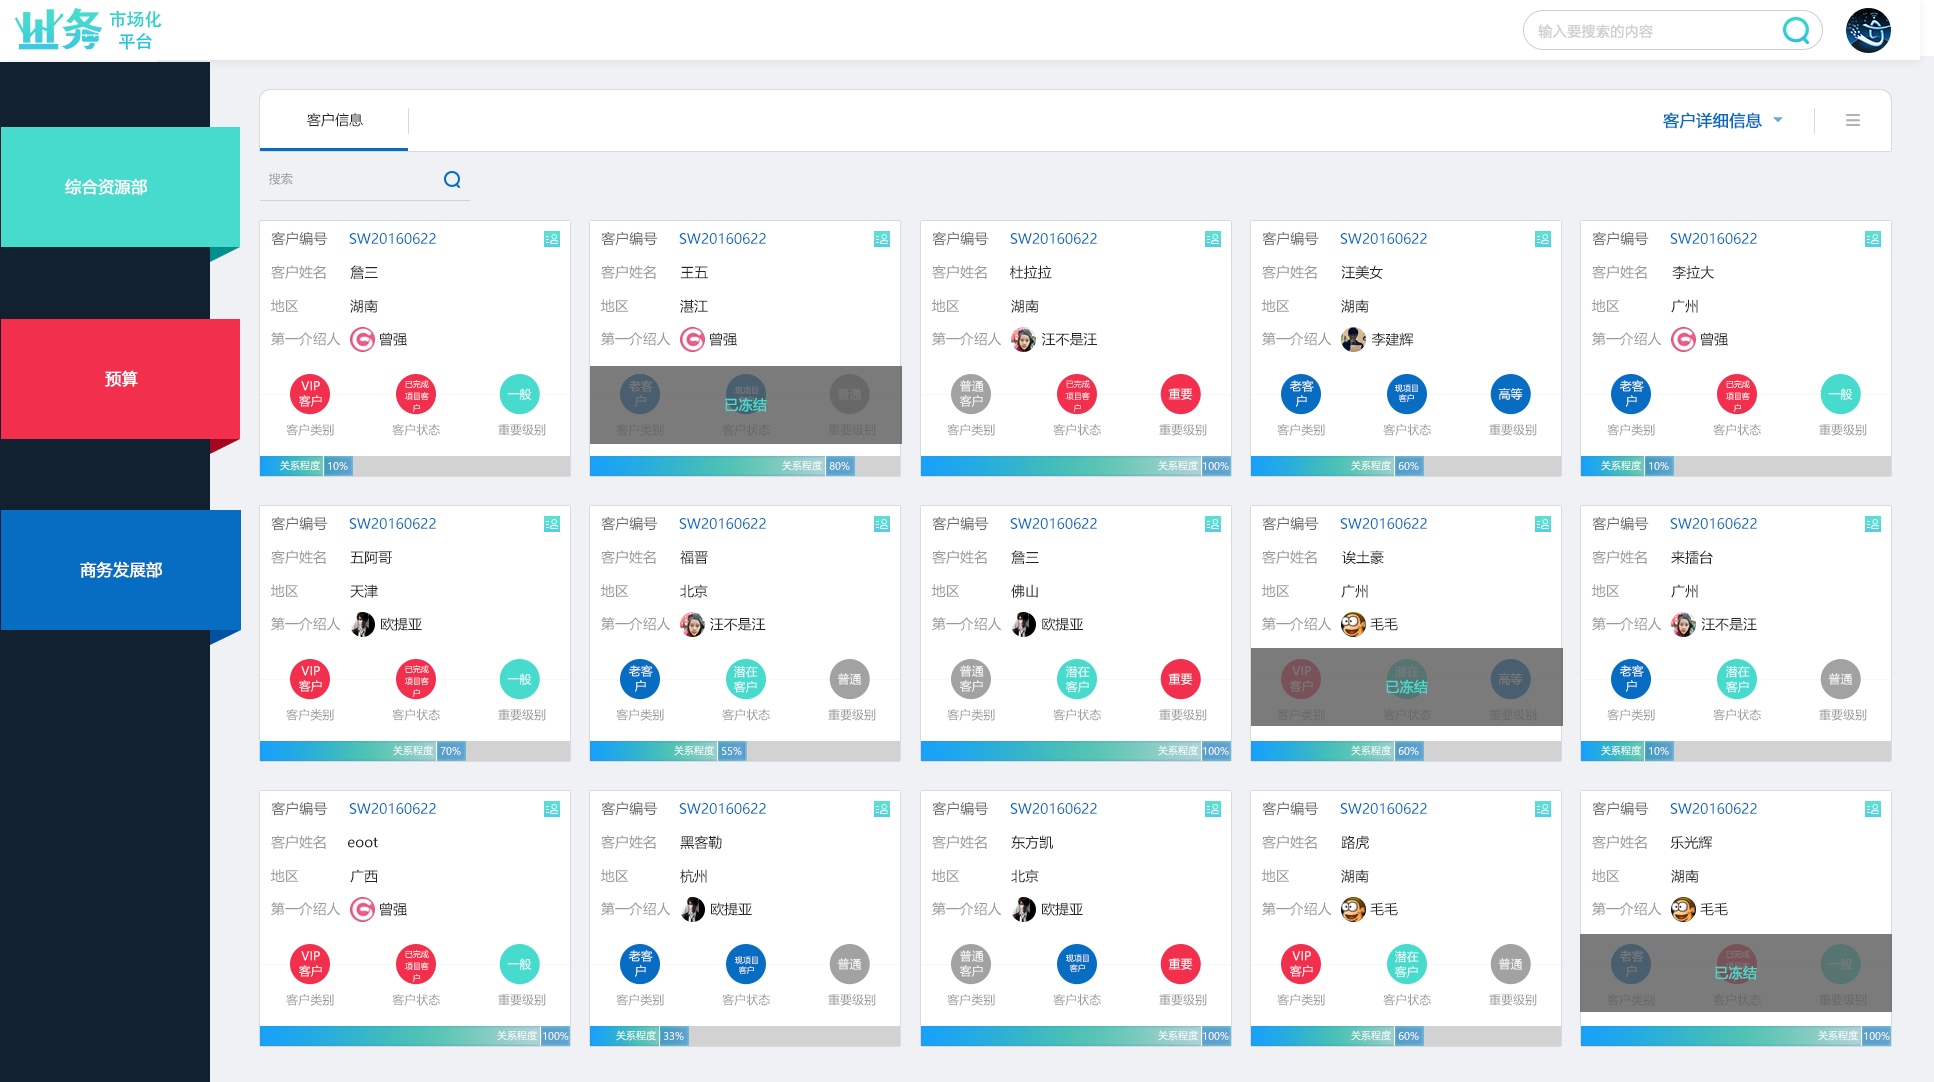 业务 市场化
平台
输入要搜索的内容
综合资源部
预算
商务发展部
客户信息
客户详细信息
搜索
客户编号 SW20160622
客户姓名 詹三
地区 湖南
第一介绍人 曾强
VIP
客户
已完成
项目客
户
一般
客户类别 客户状态 重要级别
关系程度 10%
客户编号 SW20160622
客户姓名 王五
地区 湛江
第一介绍人 曾强
老客
户
现项目
已冻结
普通
客户类别 客户状态 重要级别
关系程度 80%
客户编号 SW20160622
客户姓名 杜拉拉
地区 湖南
第一介绍人 汪不是汪
普通
客户
已完成
项目客
户
重要
客户类别 客户状态 重要级别
关系程度 100%
客户编号 SW20160622
客户姓名 汪美女
地区 湖南
第一介绍人 李建辉
老客
户
现项目
客户
高等
客户类别 客户状态 重要级别
关系程度 60%
客户编号 SW20160622
客户姓名 李拉大
地区 广州
第一介绍人 曾强
老客
户
已完成
项目客
户
一般
客户类别 客户状态 重要级别
关系程度 10%
客户编号 SW20160622
客户姓名 五阿哥
地区 天津
第一介绍人 欧提亚
VIP
客户
已完成
项目客
户
一般
客户类别 客户状态 重要级别
关系程度 70%
客户编号 SW20160622
客户姓名 福晋
地区 北京
第一介绍人 汪不是汪
老客
户
潜在
客户
普通
客户类别 客户状态 重要级别
关系程度 55%
客户编号 SW20160622
客户姓名 詹三
地区 佛山
第一介绍人 欧提亚
普通
客户
潜在
客户
重要
客户类别 客户状态 重要级别
关系程度 100%
客户编号 SW20160622
客户姓名 诶土豪
地区 广州
第一介绍人 毛毛
VIP
客户
潜在
已冻结
高等
客户类别 客户状态 重要级别
关系程度 60%
客户编号 SW20160622
客户姓名 来擂台
地区 广州
第一介绍人 汪不是汪
老客
户
潜在
客户
普通
客户类别 客户状态 重要级别
关系程度 10%
客户编号 SW20160622
客户姓名 eoot
地区 广西
第一介绍人 曾强
VIP
客户
已完成
项目客
户
一般
客户类别 客户状态 重要级别
关系程度 100%
客户编号 SW20160622
客户姓名 黑客勒
地区 杭州
第一介绍人 欧提亚
老客
户
现项目
客户
普通
客户类别 客户状态 重要级别
关系程度 33%
客户编号 SW20160622
客户姓名 东方凯
地区 北京
第一介绍人 欧提亚
普通
客户
现项目
客户
重要
客户类别 客户状态 重要级别
关系程度 100%
客户编号 SW20160622
客户姓名 路虎
地区 湖南
第一介绍人 毛毛
VIP
客户
潜在
客户
普通
客户类别 客户状态 重要级别
关系程度 60%
客户编号 SW20160622
客户姓名 乐光辉
地区 湖南
第一介绍人 毛毛
老客
户
已完成
已冻结
一般
客户类别 客户状态 重要级别
关系程度 100%